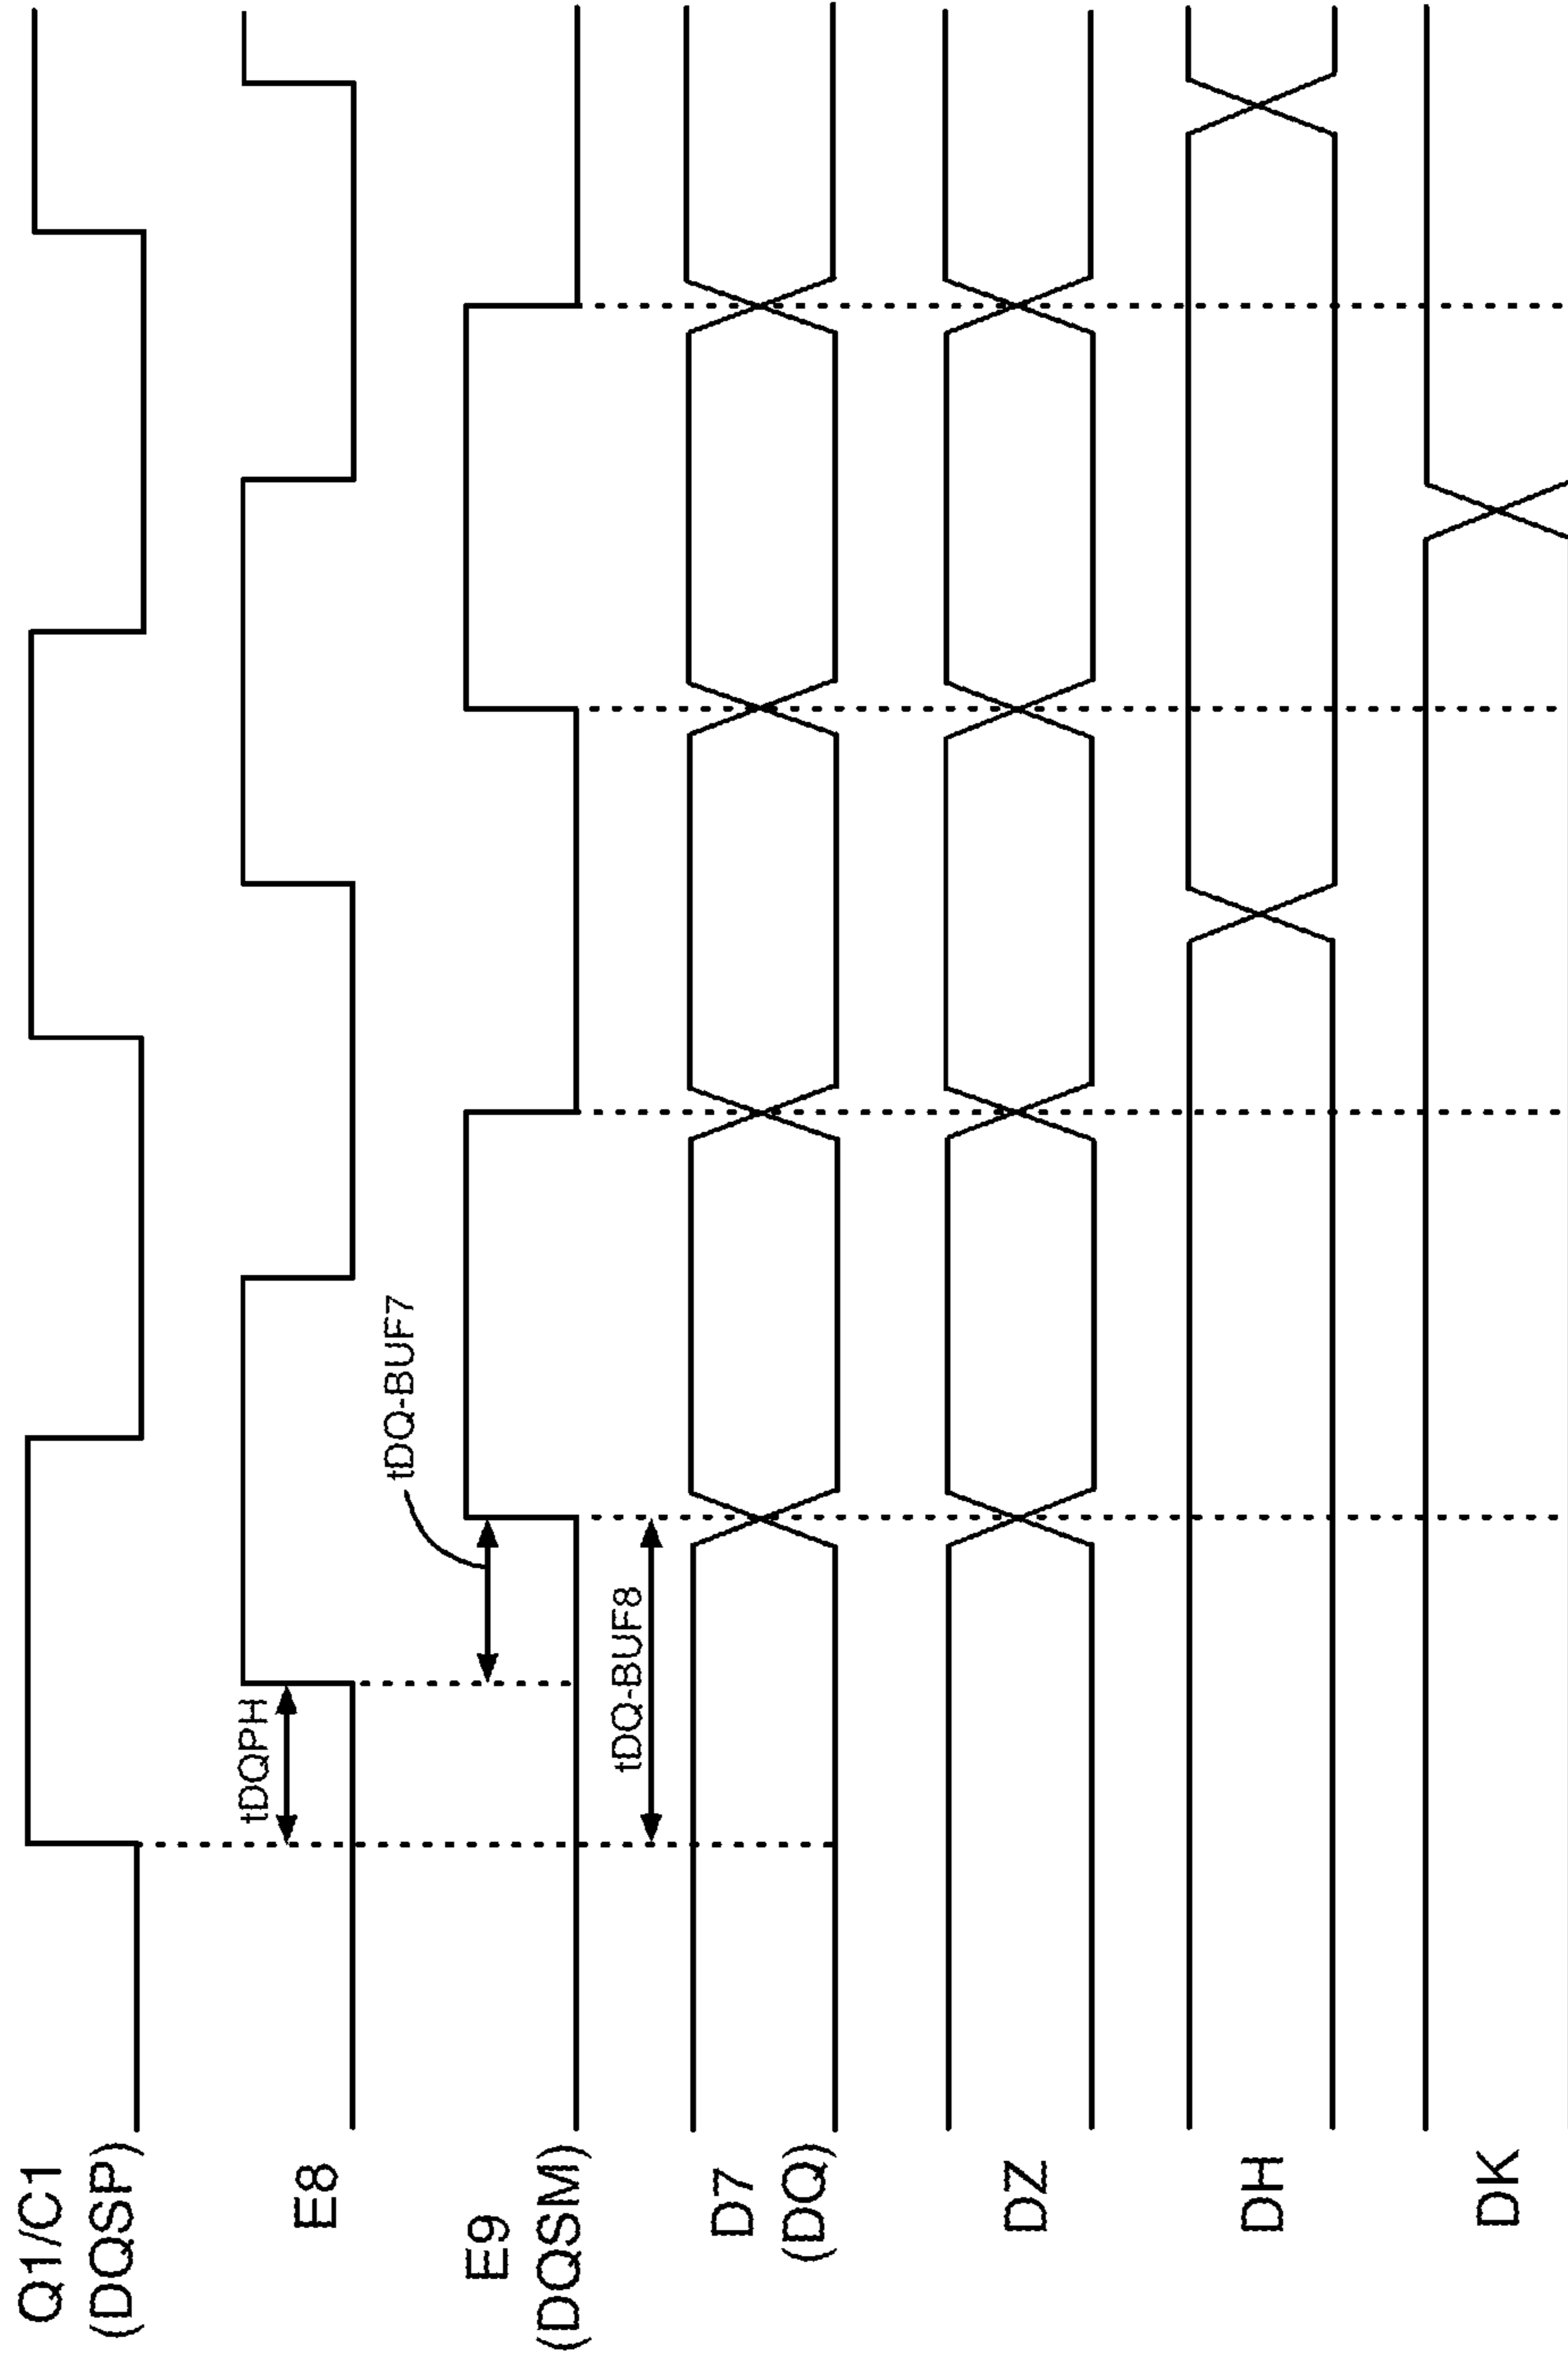 Q1/C1
(DQSP)
tDQPH
E8
tDQ-BUF7
E9
(DQSM)
tDQ-BUF8
D7
(DQ)
DZ
DH
DK